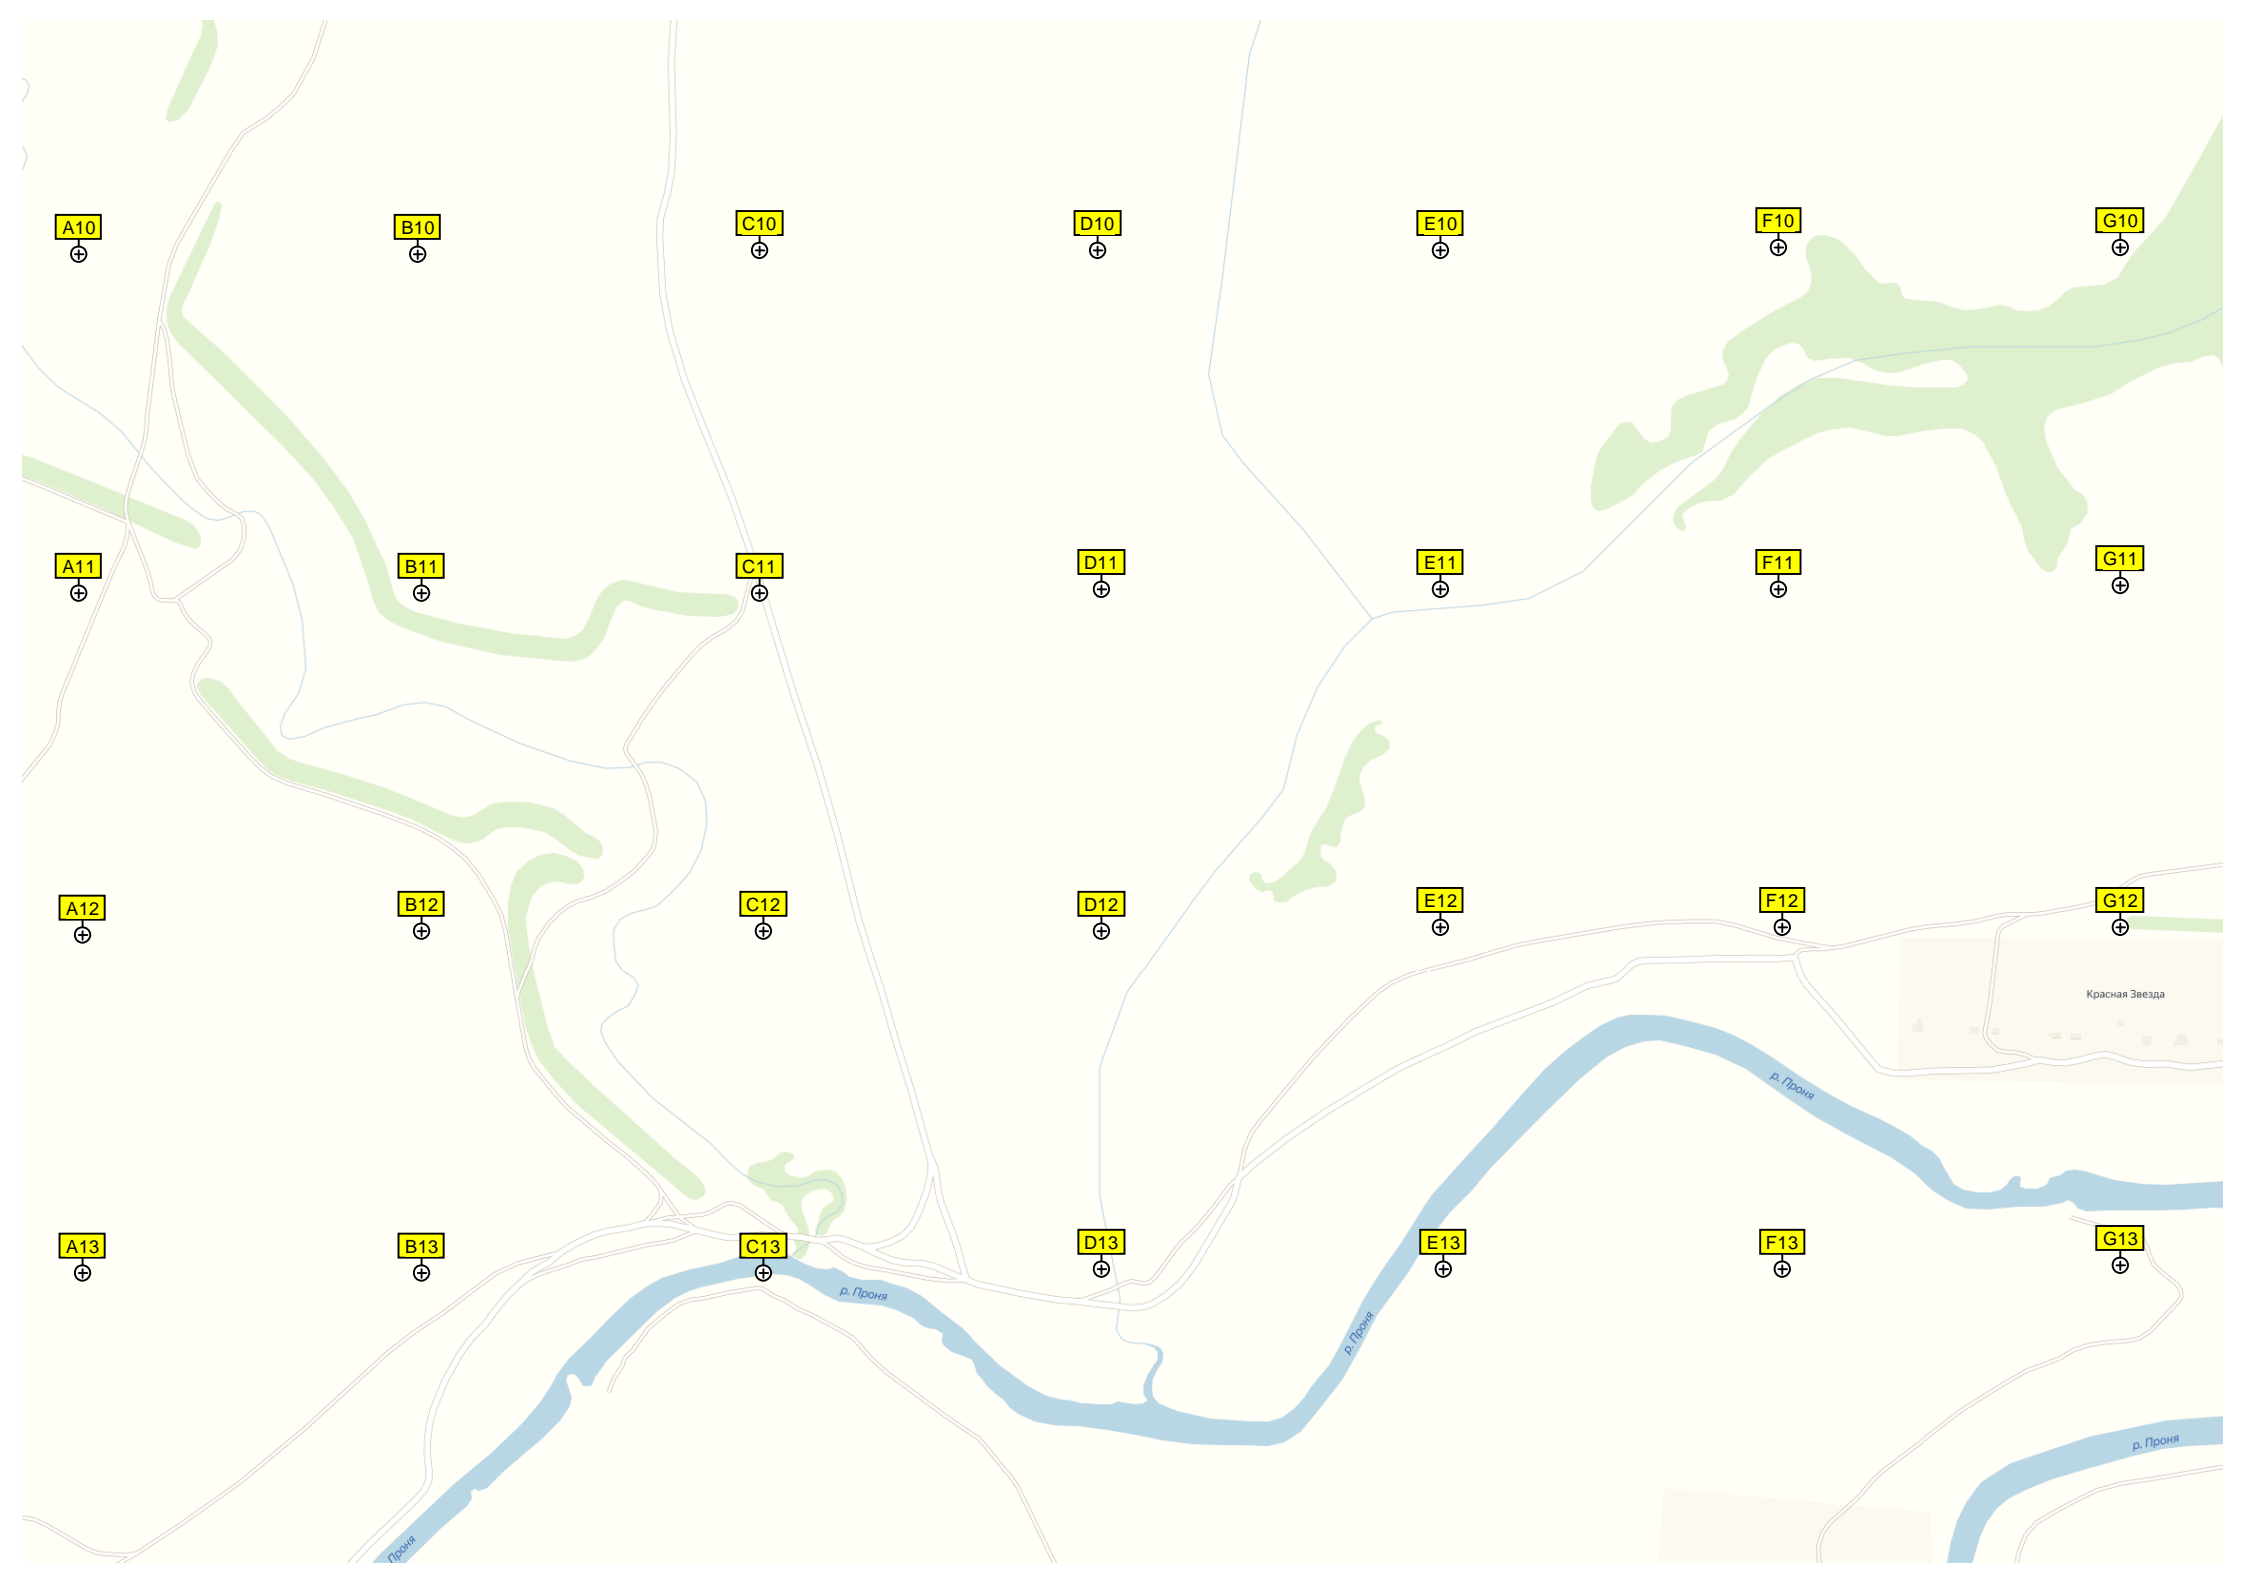 A10
B10
C10
D10
E10
F10
G10
A11
B11
C11
D11
E11
F11
G11
A12
B12
C12
D12
E12
F12
G12
Красная Звезда
р. Проня
A13
B13
C13
D13
E13
F13
G13
р. Проня
р. Проня
р. Проня
Проня